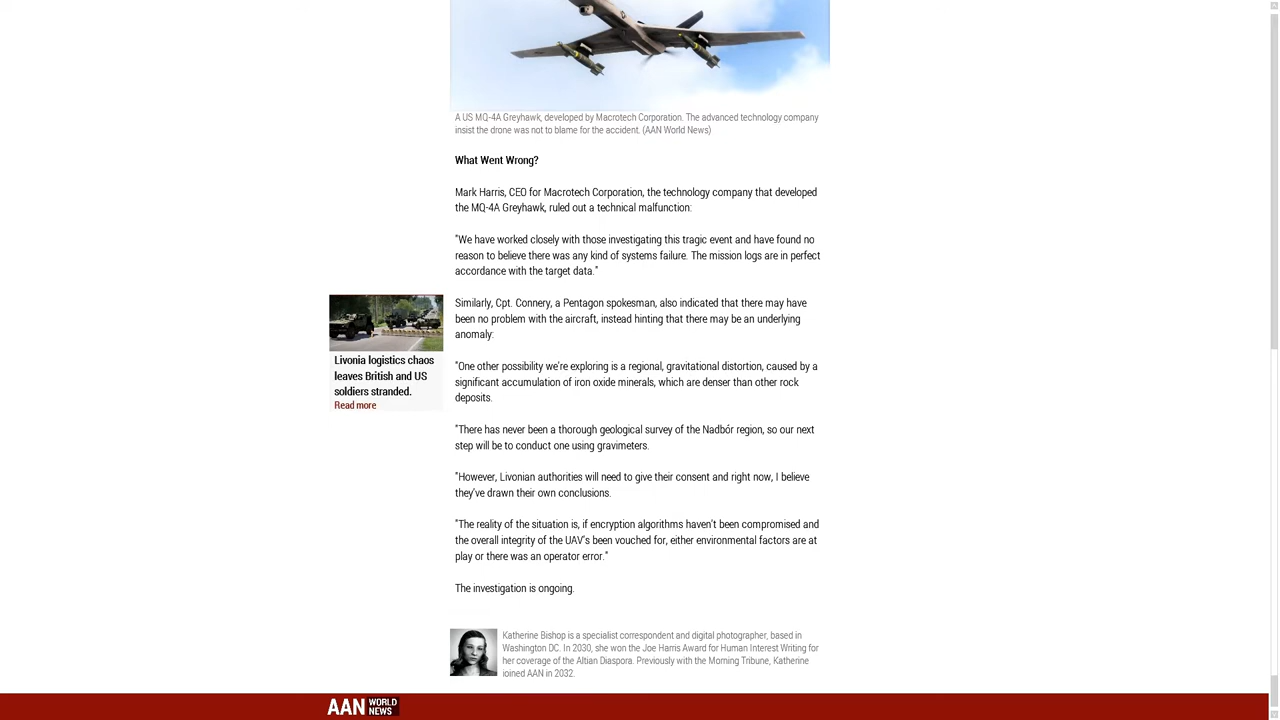 A US MQ-4A Greyhawk, developed by Macrotech Corporation. The advanced technology company
insist the drone was not to blame for the accident. (AAN World News)
What Went Wrong?
Mark Harris, CEO for Macrotech Corporation, the technology company that developed
the MQ-4A Greyhawk, ruled out a technical malfunction:
"We have worked closely with those investigating this tragic event and have found no
reason to believe there was any kind of systems failure. The mission logs are in perfect
accordance with the target data."
Similarly, Cpt. Connery, a Pentagon spokesman, also indicated that there may have
been no problem with the aircraft, instead hinting that there may be an underlying
anomaly:
"One other possibility we're exploring is a regional, gravitational distortion, caused by a
significant accumulation of iron oxide minerals, which are denser than other rock
deposits.
"There has never been a thorough geological survey of the Nadbór region, so our next
step will be to conduct one using gravimeters.
"However, Livonian authorities will need to give their consent and right now, I believe
they've drawn their own conclusions.
"The reality of the situation is, if encryption algorithms haven't been compromised and
the overall integrity of the UAV's been vouched for, either environmental factors are at
play or there was an operator error."
The investigation is ongoing.
Livonia logistics chaos
leaves British and US
soldiers stranded.
Read more
Katherine Bishop is a specialist correspondent and digital photographer, based in
Washington DC. In 2030, she won the Joe Harris Award for Human Interest Writing for
her coverage of the Altian Diaspora. Previously with the Morning Tribune, Katherine
joined AAN in 2032.
AAN WORLD
NEWS